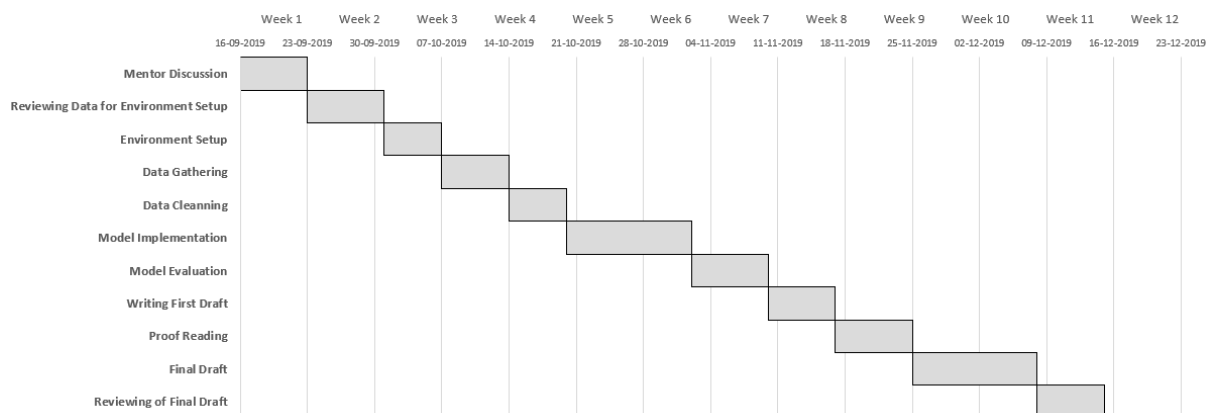 Week 1 Week 2 Week 3 Week 4 Week 5 Week 6 Week 7 Week 8 Week 9 Week 10 Week 11 Week 12
16-09-2019 23-09-2019 30-09-2019 07-10-2019 14-10-2019 21-10-2019 28-10-2019 04-11-2019 11-11-2019 18-11-2019 25-11-2019 02-12-2019 09-12-2019 16-12-2019 23-12-2019
Mentor Discussion
Reviewing Data for Environment Setup
Environment Setup
Data Gathering
Data Cleanning
Model Implementation
Model Evaluation
Writing First Draft
Proof Reading
Final Draft
Reviewing of Final Draft